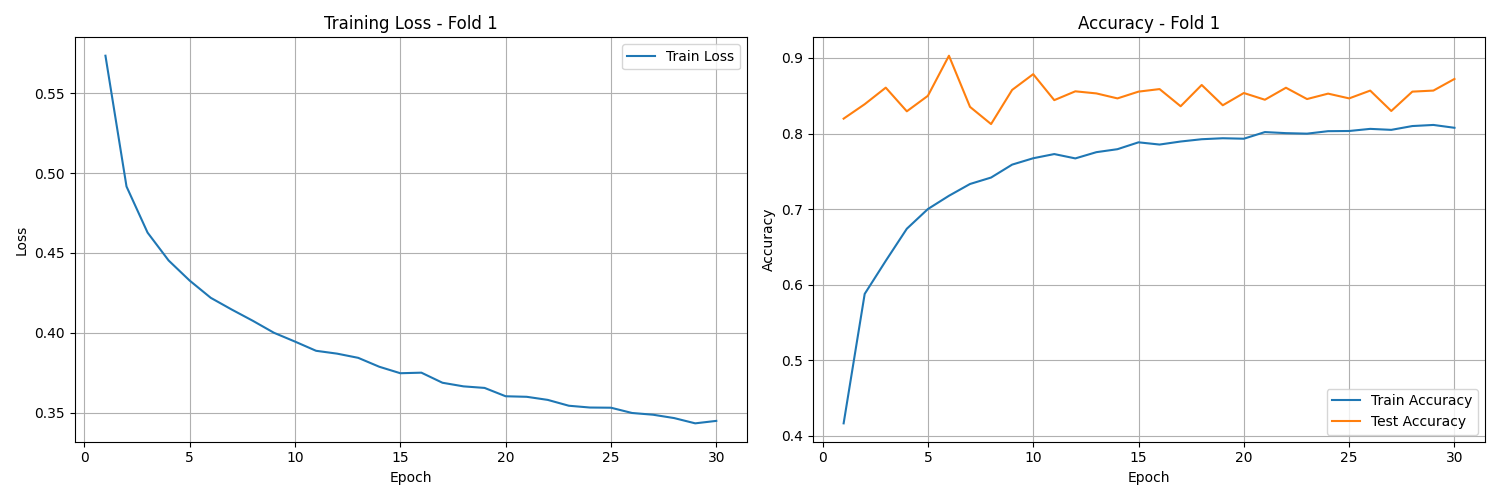 Training Loss - Fold 1
Train Loss
0.55
0.50
0.45
0.40
0.35
Loss
0 5 10 15 20 25 30
Epoch
Accuracy - Fold 1
0.9
0.8
0.7
0.6
0.5
0.4
Accuracy
Train Accuracy
Test Accuracy
0 5 10 15 20 25 30
Epoch